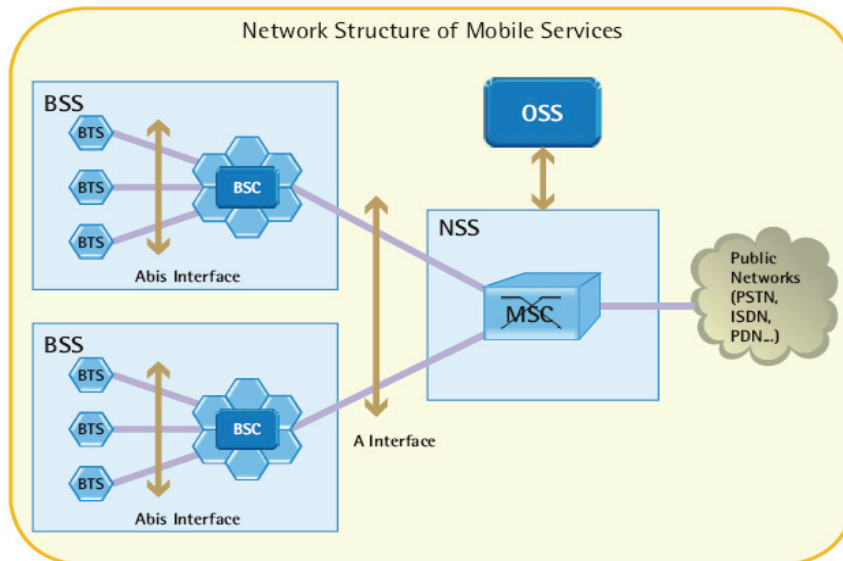 Network Structure of Mobile Services
BSS
BTS
BTS
BTS
BSC
Abis Interface
BSS
BTS
BTS
BTS
BSC
Abis Interface
A Interface
OSS
NSS
MSC
Public
Networks
(PSTN,
ISDN,
PDN...)